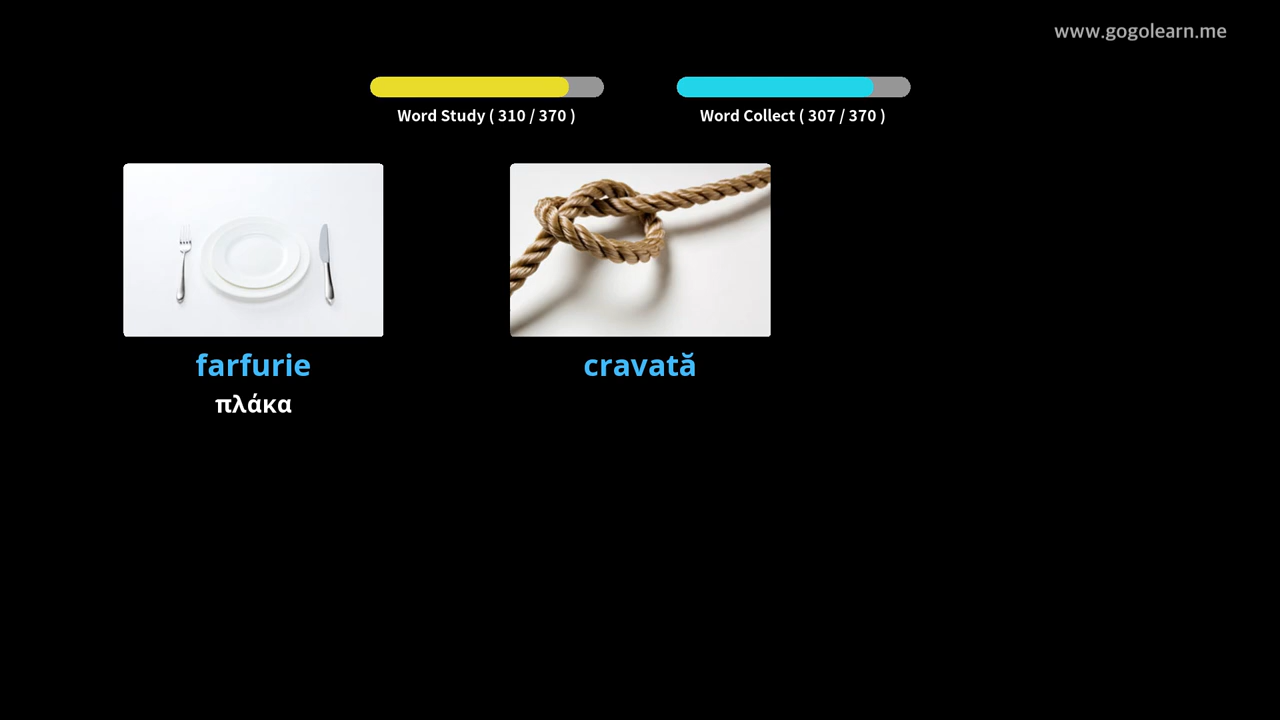 www.gogolearn.me
Word Study ( 310 / 370 )
Word Collect ( 307 / 370 )
farfurie
cravată
πλάκα